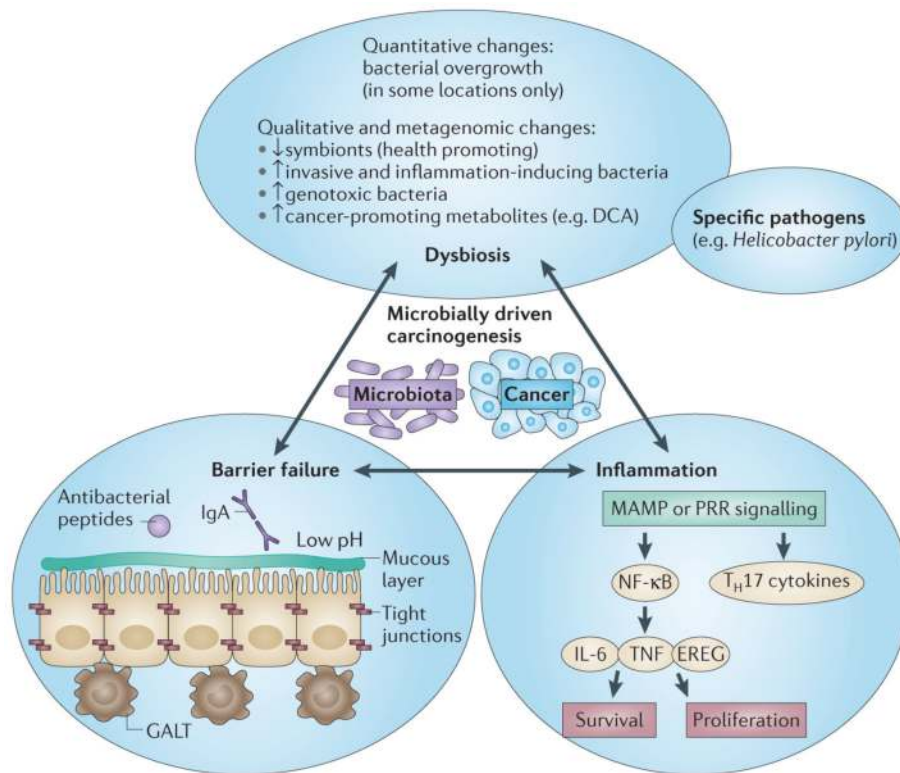 Quantitative changes:
bacterial overgrowth
(in some locations only)
Qualitative and metagenomic changes:
• ↓symbionts (health promoting)
• ↑invasive and inflammation-inducing bacteria
• ↑genotoxic bacteria
• ↑cancer-promoting metabolites (e.g. DCA)
Dysbiosis
Specific pathogens
(e.g. Helicobacter pylori)
Microbially driven
carcinogenesis
Microbiota
Cancer
Barrier failure
Antibacterial
peptides
IgA
Low pH
Mucous
layer
Tight
junctions
GALT
Inflammation
MAMP or PRR signalling
NF-κB
TH17 cytokines
IL-6
TNF
EREG
Survival
Proliferation